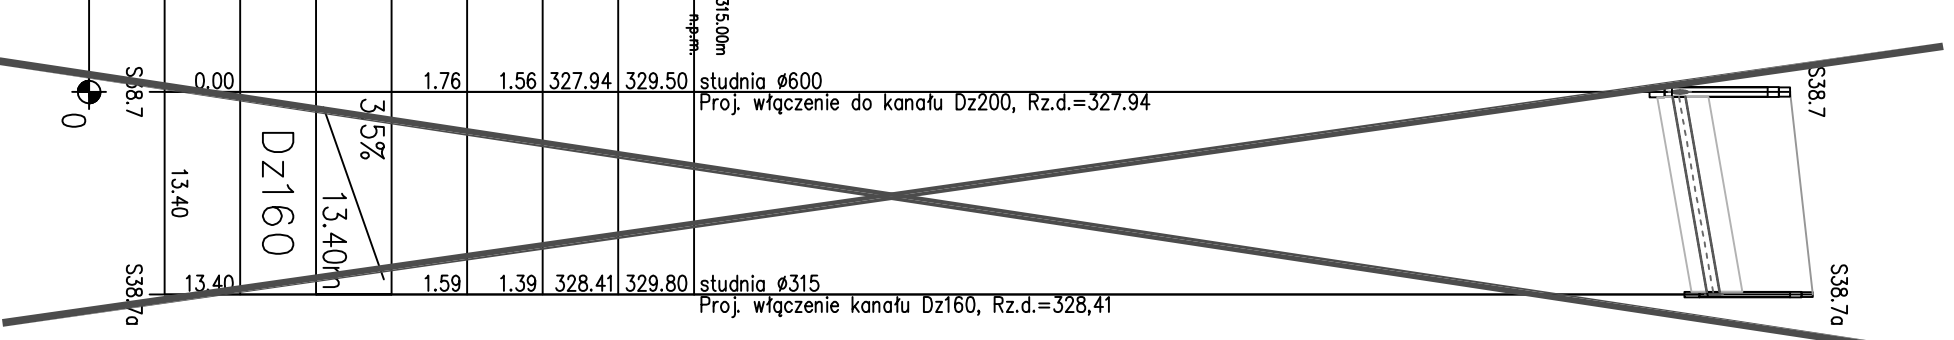 315.00m
n.p.m.
S38.7
0.00
1.76
1.56
327.94
329.50
studnia ø600
Proj. włączenie do kanału Dz200, Rz.d.=327.94
S38.7
0
3.5%
Dz160
13.40
13.40m
S38.7a
13.40
1.59
1.39
328.41
329.80
studnia ø315
Proj. włączenie kanału Dz160, Rz.d.=328,41
S38.7a